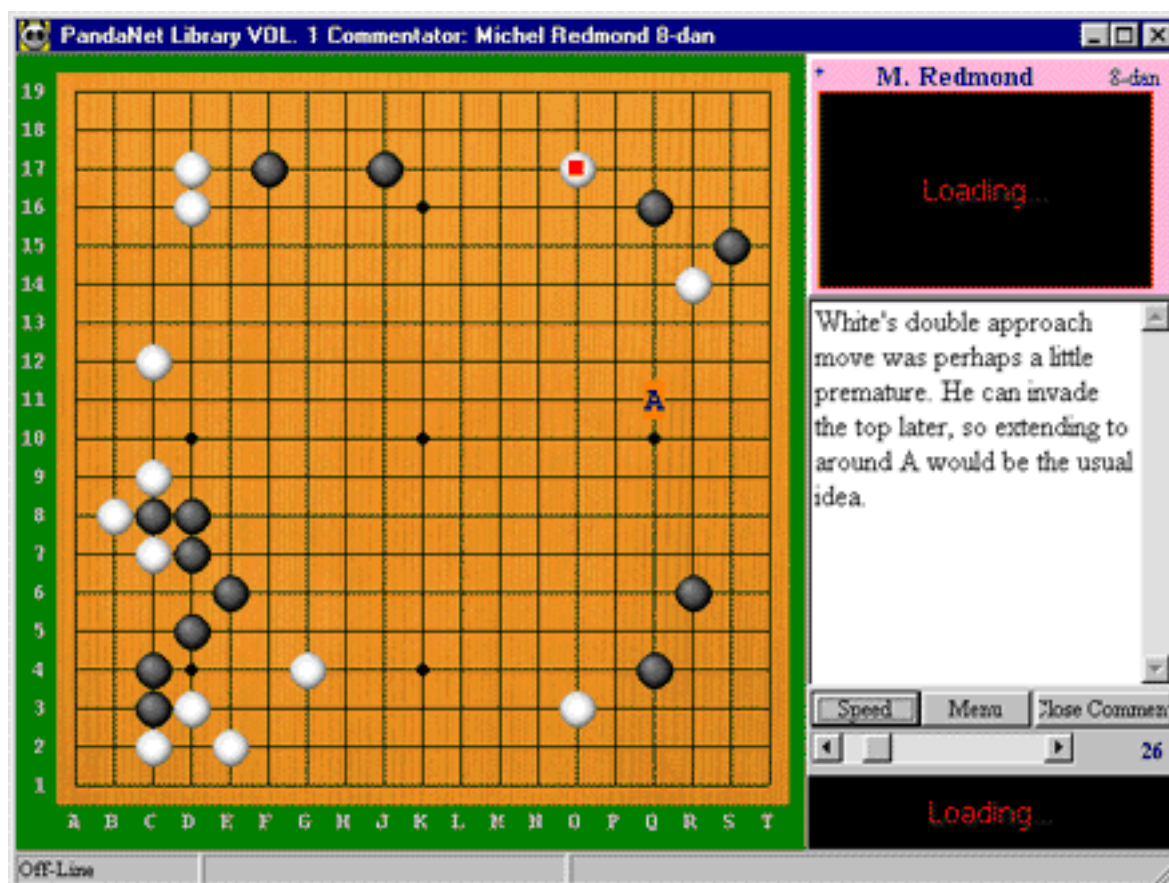 PandaNet Library VOL. 1 Commentator: Michel Redmond 8-dan
M. Redmond 8-dan
Loading...
White's double approach
move was perhaps a little
premature. He can invade
the top later, so extending to
around A would be the usual
idea.
Speed Menu Close Commen
26
Loading...
19
18
17
16
15
14
13
12
11
10
9
8
7
6
5
4
3
2
1
A
A B C D E F G H J K L M N O P Q R S T
Off-Line